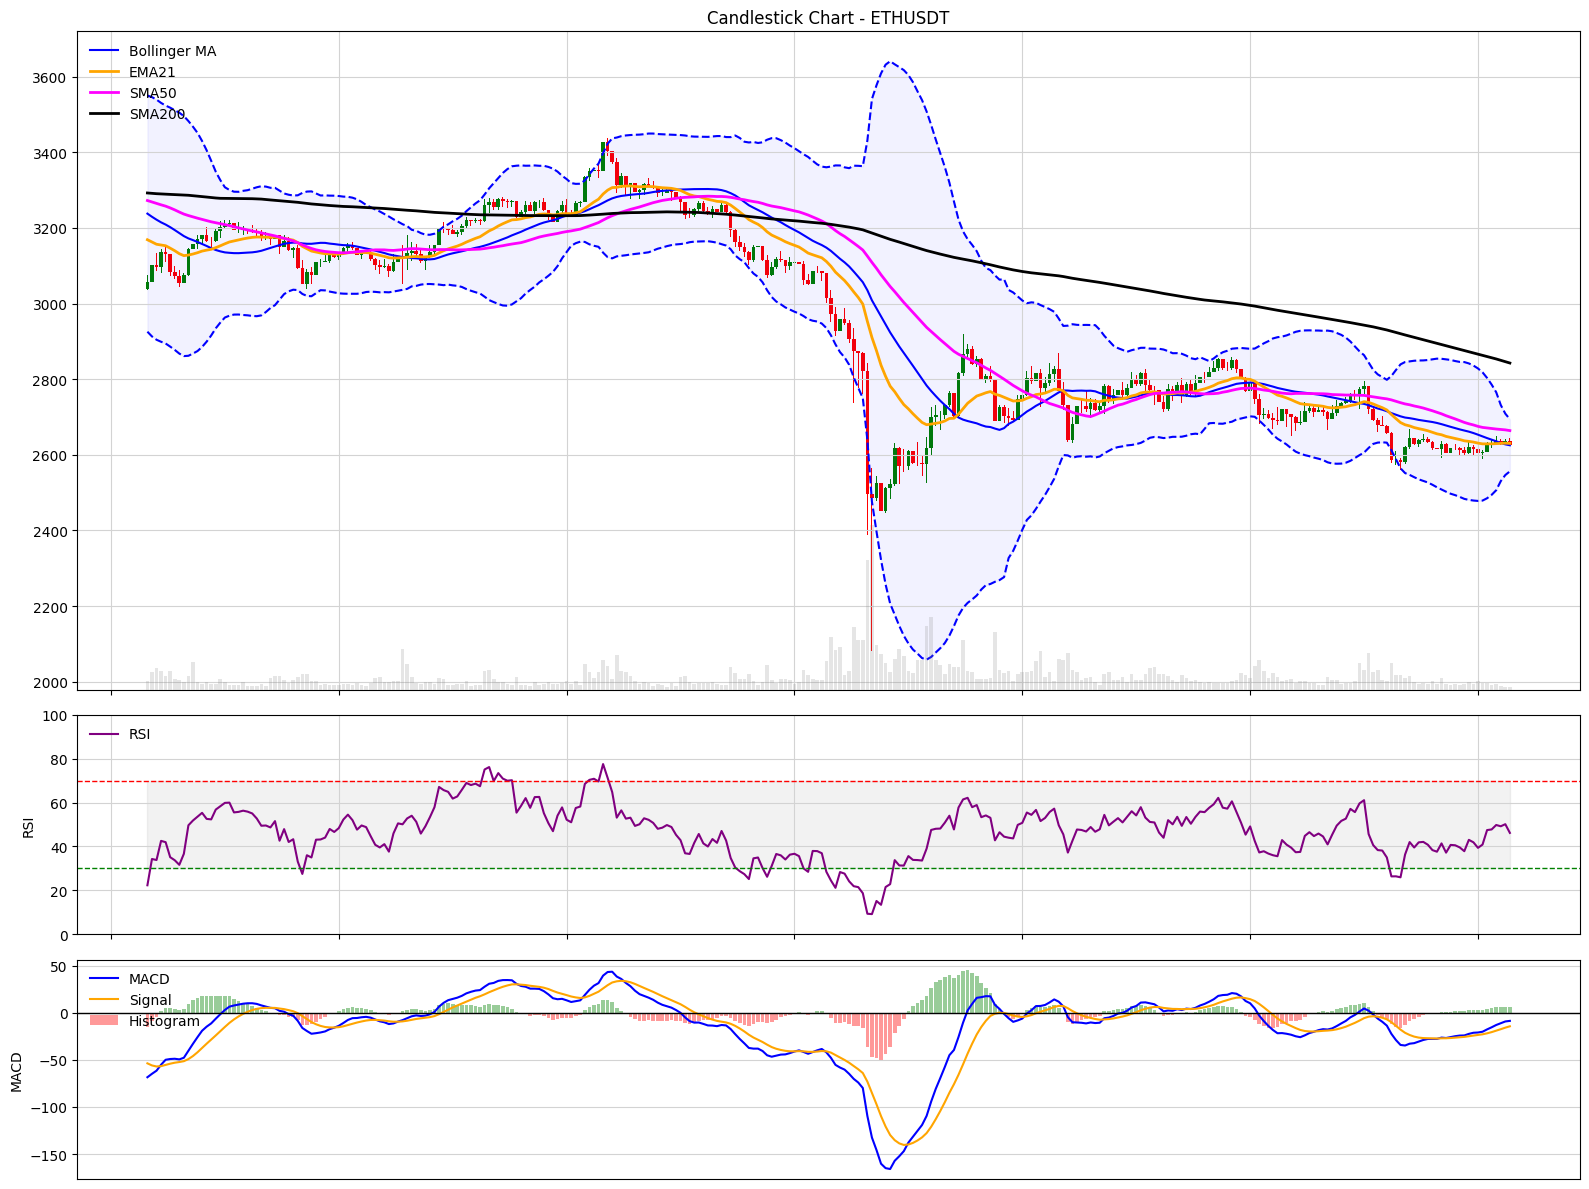 Candlestick Chart - ETHUSDT
Bollinger MA
EMA21
SMA50
SMA200
3600
3400
3200
3000
2800
2600
2400
2200
2000
RSI
100
80
60
40
20
0
RSI
MACD
Signal
Histogram
50
0
−50
−100
−150
MACD